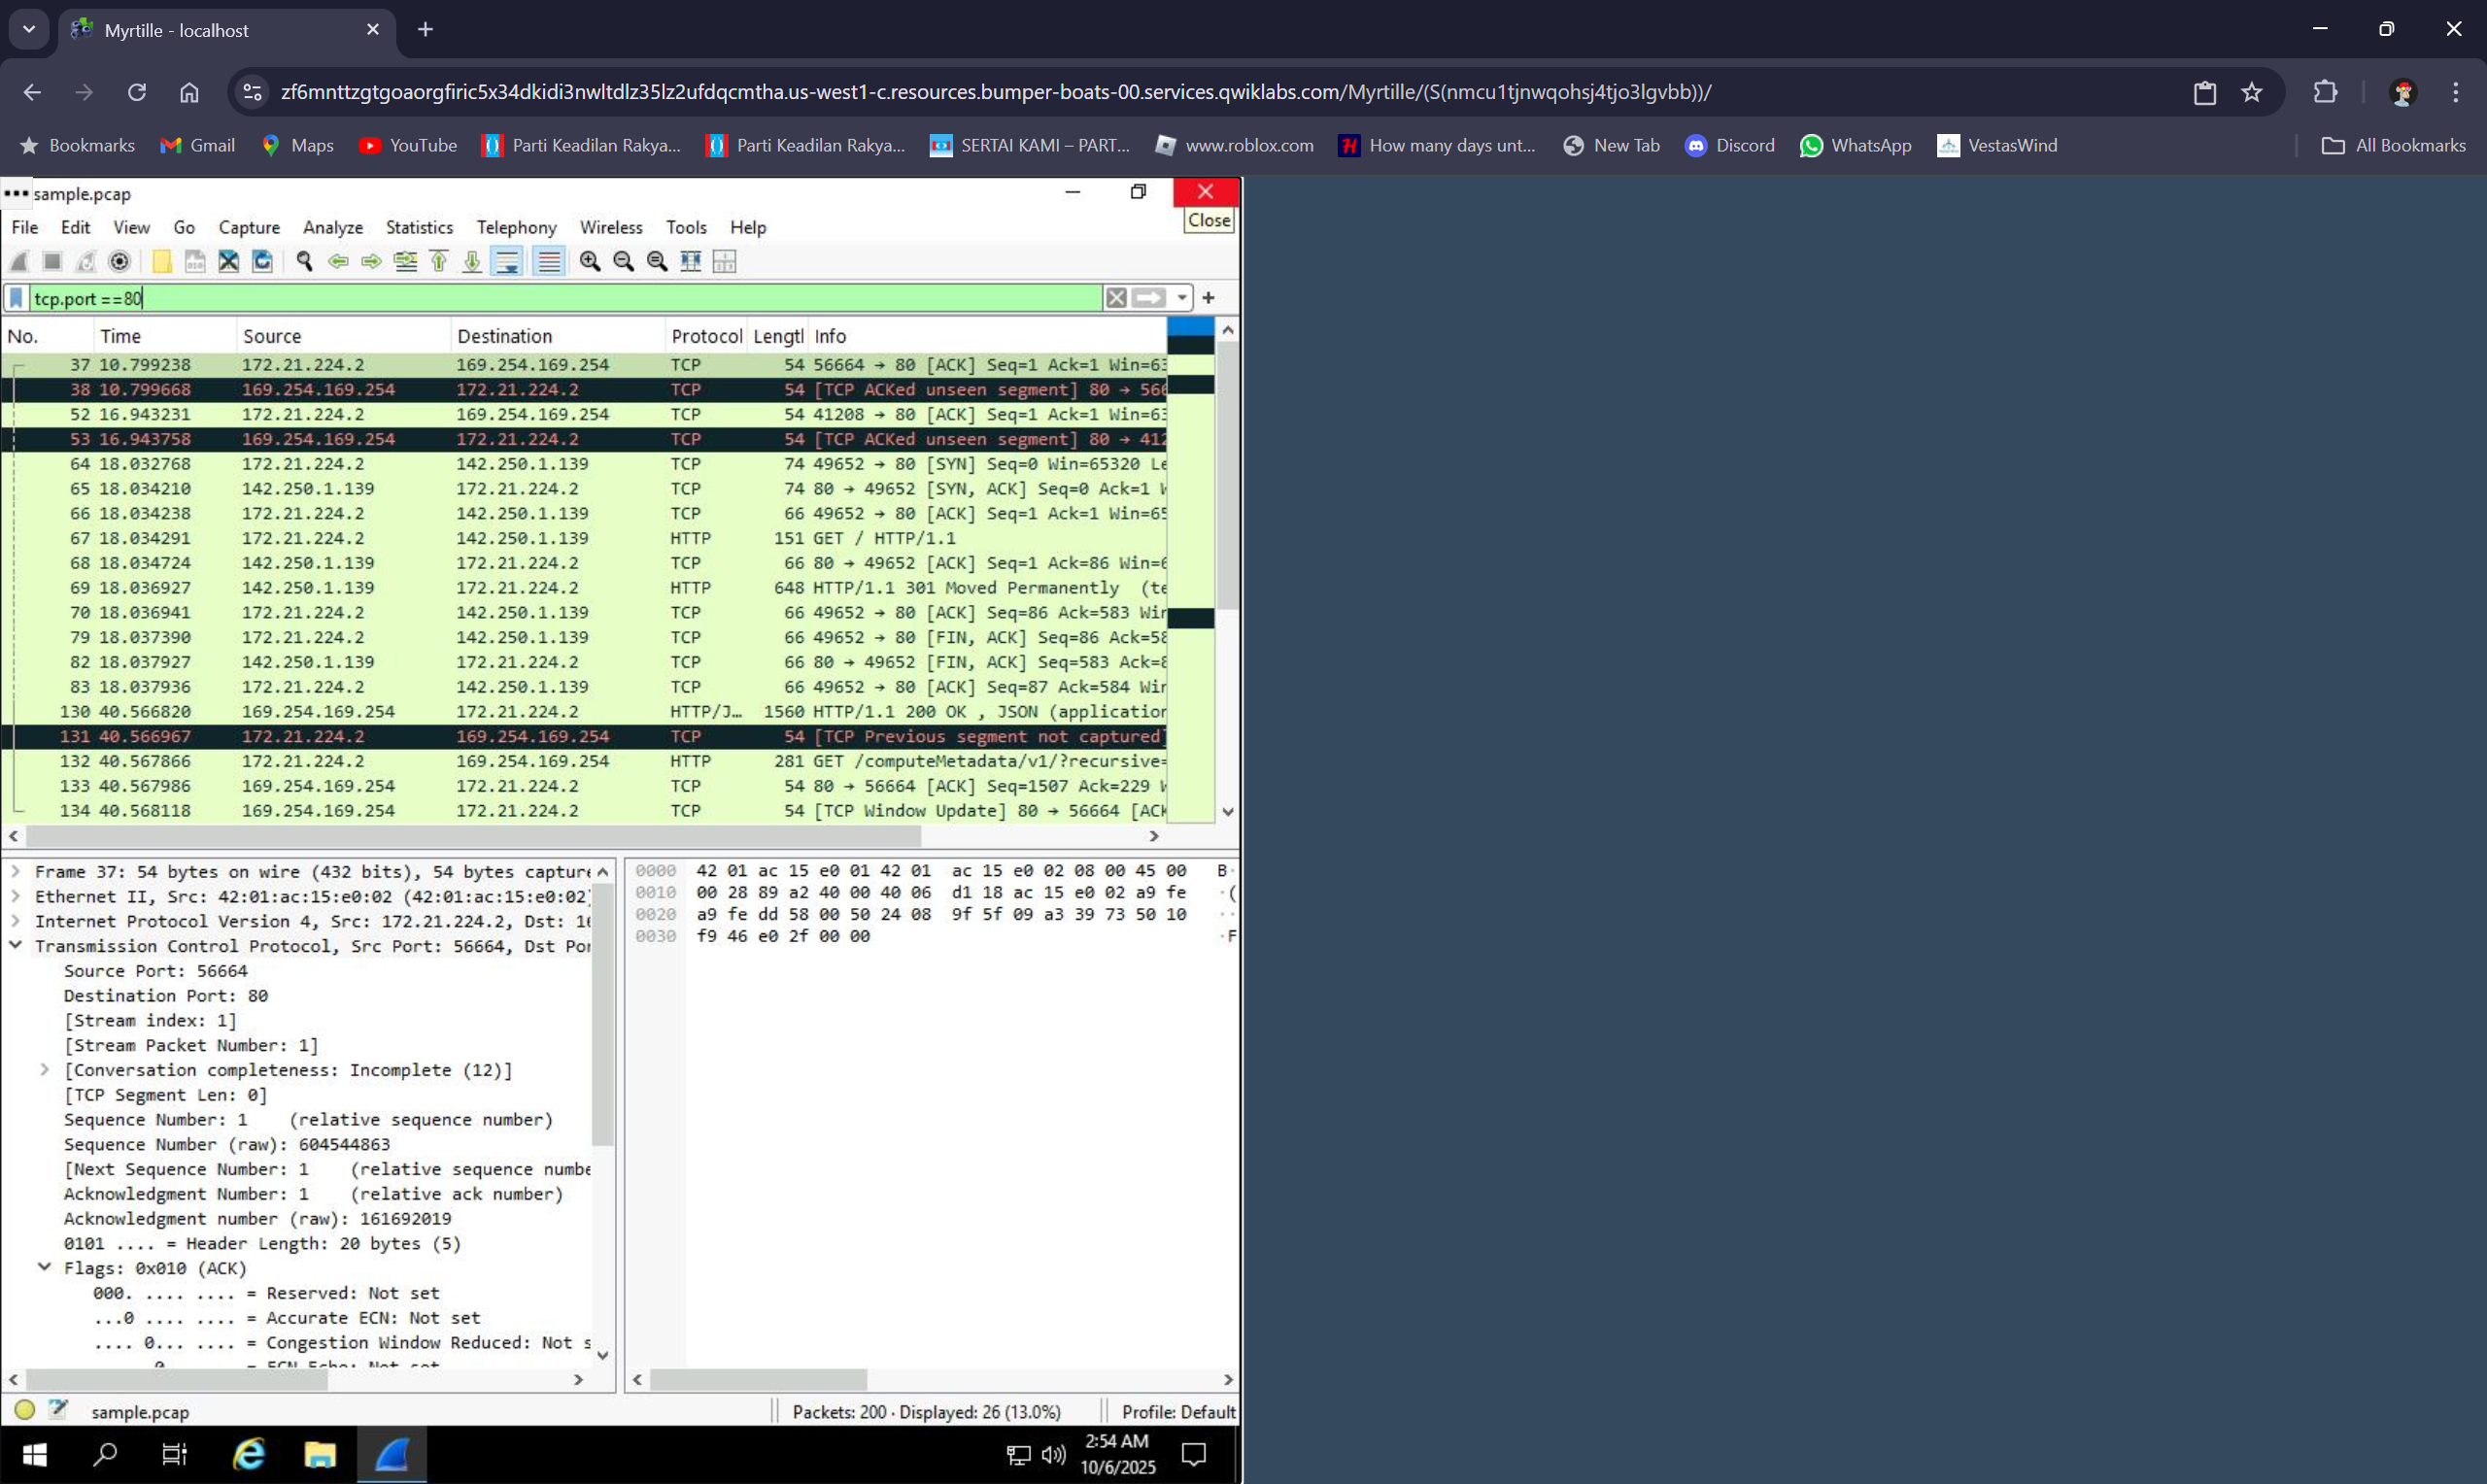 Myrtille - localhost
zf6mnttzgtgoaorgfiric5x34dkidi3nwltdlz35lz2ufdqcmtha.us-west1-c.resources.bumper-boats-00.services.qwiklabs.com/Myrtille/(S(nmcu1tjnwqohsj4tjo3lgvbb))/
Bookmarks Gmail Maps YouTube Parti Keadilan Rakya... Parti Keadilan Rakya... SERTAI KAMI – PART... www.roblox.com How many days unt... New Tab Discord WhatsApp VestasWind All Bookmarks
sample.pcap
Close
File Edit View Go Capture Analyze Statistics Telephony Wireless Tools Help
tcp.port ==80
No. Time Source Destination Protocol Lengtl Info
37 10.799238 172.21.224.2 169.254.169.254 TCP 54 56664 → 80 [ACK] Seq=1 Ack=1 Win=63
38 10.799668 169.254.169.254 172.21.224.2 TCP 54 [TCP ACKed unseen segment] 80 → 566
52 16.943231 172.21.224.2 169.254.169.254 TCP 54 41208 → 80 [ACK] Seq=1 Ack=1 Win=63
53 16.943758 169.254.169.254 172.21.224.2 TCP 54 [TCP ACKed unseen segment] 80 → 412
64 18.032768 172.21.224.2 142.250.1.139 TCP 74 49652 → 80 [SYN] Seq=0 Win=65320 Le
65 18.034210 142.250.1.139 172.21.224.2 TCP 74 80 → 49652 [SYN, ACK] Seq=0 Ack=1 W
66 18.034238 172.21.224.2 142.250.1.139 TCP 66 49652 → 80 [ACK] Seq=1 Ack=1 Win=65
67 18.034291 172.21.224.2 142.250.1.139 HTTP 151 GET / HTTP/1.1
68 18.034724 142.250.1.139 172.21.224.2 TCP 66 80 → 49652 [ACK] Seq=1 Ack=86 Win=6
69 18.036927 142.250.1.139 172.21.224.2 HTTP 648 HTTP/1.1 301 Moved Permanently (te
70 18.036941 172.21.224.2 142.250.1.139 TCP 66 49652 → 80 [ACK] Seq=86 Ack=583 Win
79 18.037390 172.21.224.2 142.250.1.139 TCP 66 49652 → 80 [FIN, ACK] Seq=86 Ack=58
82 18.037927 142.250.1.139 172.21.224.2 TCP 66 80 → 49652 [FIN, ACK] Seq=583 Ack=8
83 18.037936 172.21.224.2 142.250.1.139 TCP 66 49652 → 80 [ACK] Seq=87 Ack=584 Win
130 40.566820 169.254.169.254 172.21.224.2 HTTP/J... 1560 HTTP/1.1 200 OK , JSON (application
131 40.566967 172.21.224.2 169.254.169.254 TCP 54 [TCP Previous segment not captured]
132 40.567866 172.21.224.2 169.254.169.254 HTTP 281 GET /computeMetadata/v1/?recursive=
133 40.567986 169.254.169.254 172.21.224.2 TCP 54 80 → 56664 [ACK] Seq=1507 Ack=229 W
134 40.568118 169.254.169.254 172.21.224.2 TCP 54 [TCP Window Update] 80 → 56664 [ACK
Frame 37: 54 bytes on wire (432 bits), 54 bytes capture
Ethernet II, Src: 42:01:ac:15:e0:02 (42:01:ac:15:e0:02)
Internet Protocol Version 4, Src: 172.21.224.2, Dst: 16
Transmission Control Protocol, Src Port: 56664, Dst Por
Source Port: 56664
Destination Port: 80
[Stream index: 1]
[Stream Packet Number: 1]
[Conversation completeness: Incomplete (12)]
[TCP Segment Len: 0]
Sequence Number: 1 (relative sequence number)
Sequence Number (raw): 604544863
[Next Sequence Number: 1 (relative sequence numbe
Acknowledgment Number: 1 (relative ack number)
Acknowledgment number (raw): 161692019
0101 .... = Header Length: 20 bytes (5)
Flags: 0x010 (ACK)
000. .... .... = Reserved: Not set
...0 .... .... = Accurate ECN: Not set
.... 0... .... = Congestion Window Reduced: Not s
0000 42 01 ac 15 e0 01 42 01 ac 15 e0 02 08 00 45 00 B·
0010 00 28 89 a2 40 00 40 06 d1 18 ac 15 e0 02 a9 fe ·(
0020 a9 fe dd 58 00 50 24 08 9f 5f 09 a3 39 73 50 10 ··
0030 f9 46 e0 2f 00 00 ·F
sample.pcap
Packets: 200 · Displayed: 26 (13.0%)
Profile: Default
2:54 AM
10/6/2025